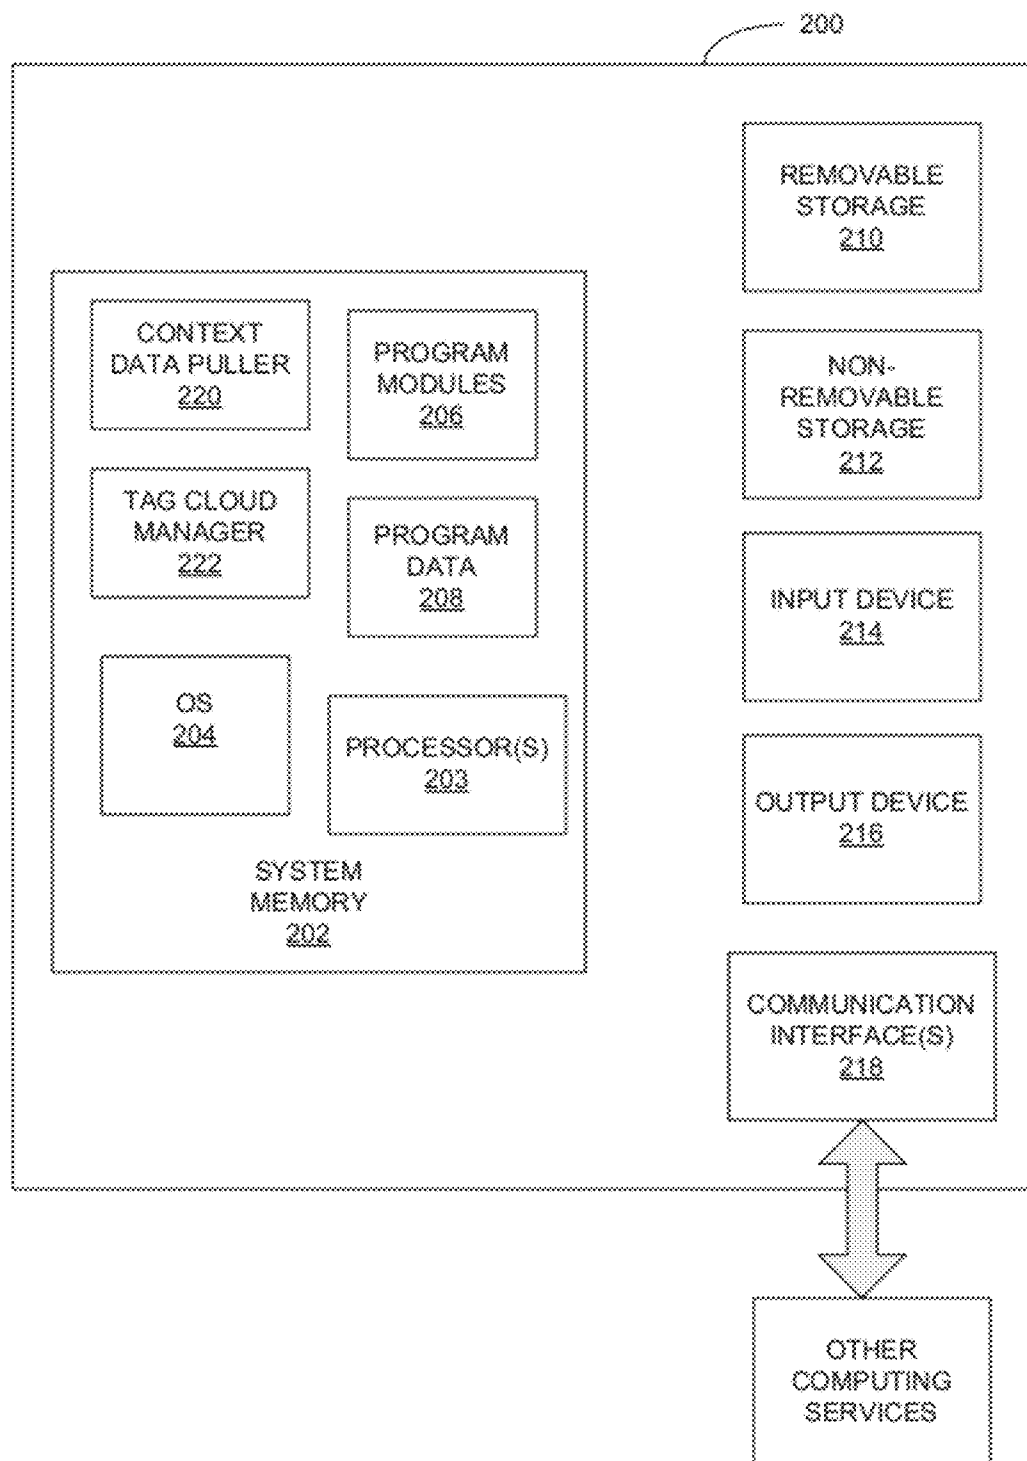 200
REMOVABLE
STORAGE
210
CONTEXT
DATA PULLER
220
PROGRAM
MODULES
206
NON-
REMOVABLE
STORAGE
212
TAG CLOUD
MANAGER
222
PROGRAM
DATA
208
INPUT DEVICE
214
OS
204
PROCESSOR(S)
203
OUTPUT DEVICE
216
SYSTEM
MEMORY
202
COMMUNICATION
INTERFACE(S)
218
OTHER
COMPUTING
SERVICES